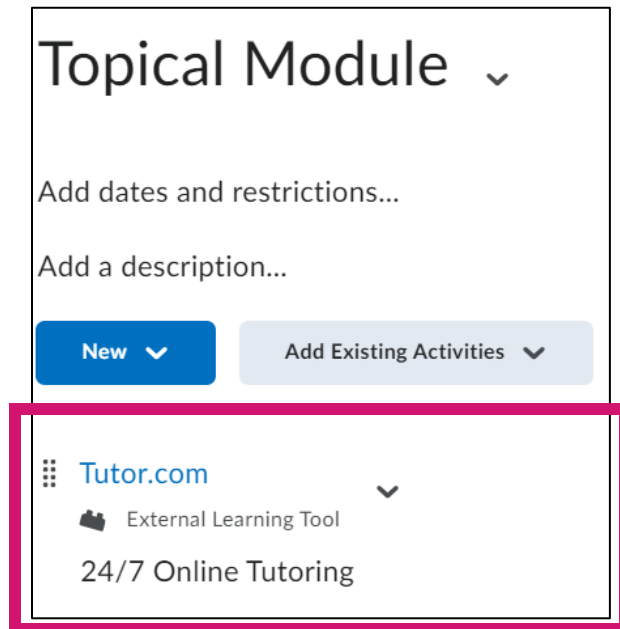 Topical Module
Add dates and restrictions...
Add a description...
New
Add Existing Activities
Tutor.com
External Learning Tool
24/7 Online Tutoring